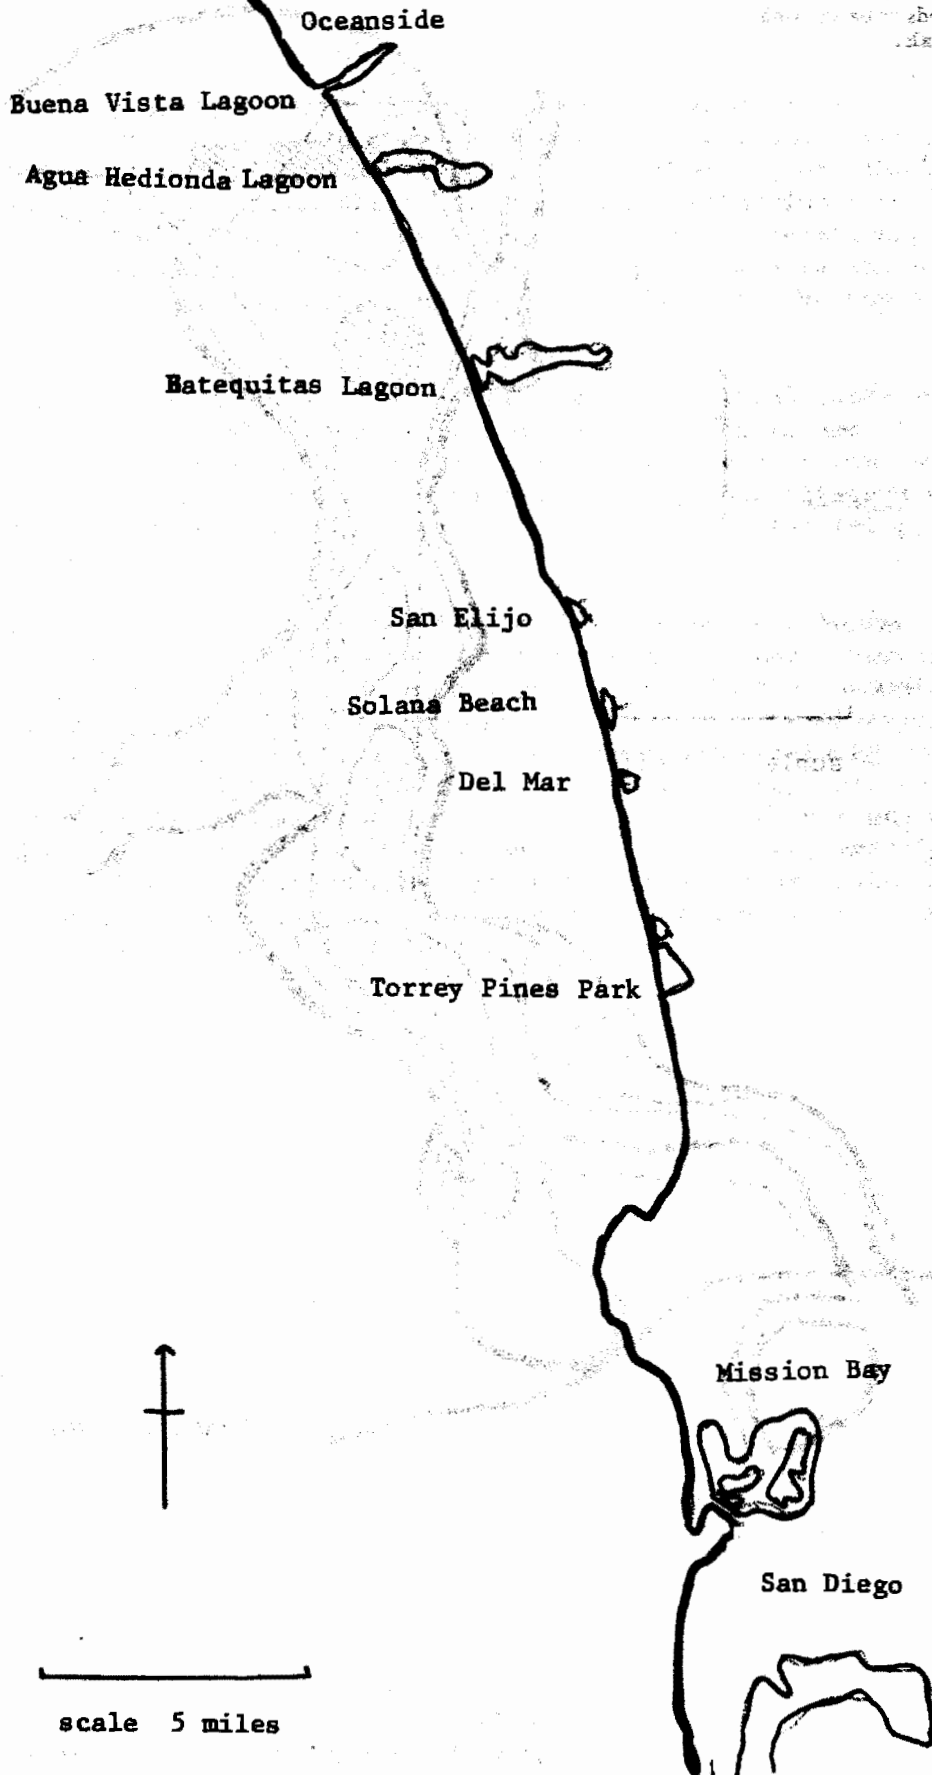 Oceanside
Buena Vista Lagoon
Agua Hedionda Lagoon
Batequitas Lagoon
San Elijo
Solana Beach
Del Mar
Torrey Pines Park
Mission Bay
San Diego
scale 5 miles